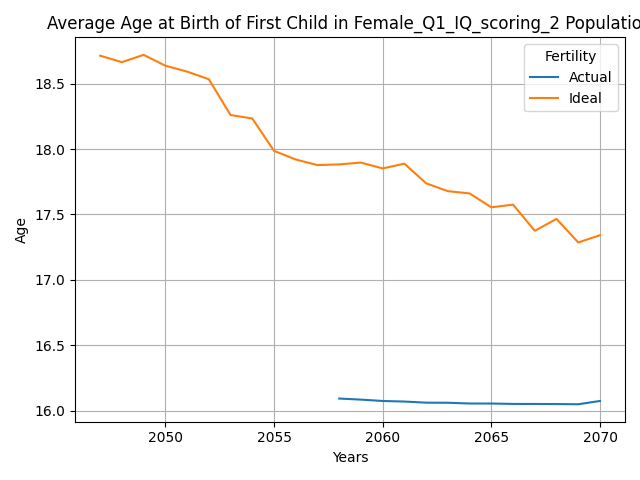 Average Age at Birth of First Child in Female_Q1_IQ_scoring_2 Populatio
Fertility
Actual
Ideal
18.5
18.0
17.5
17.0
16.5
16.0
Age
2050
2055
2060
2065
2070
Years